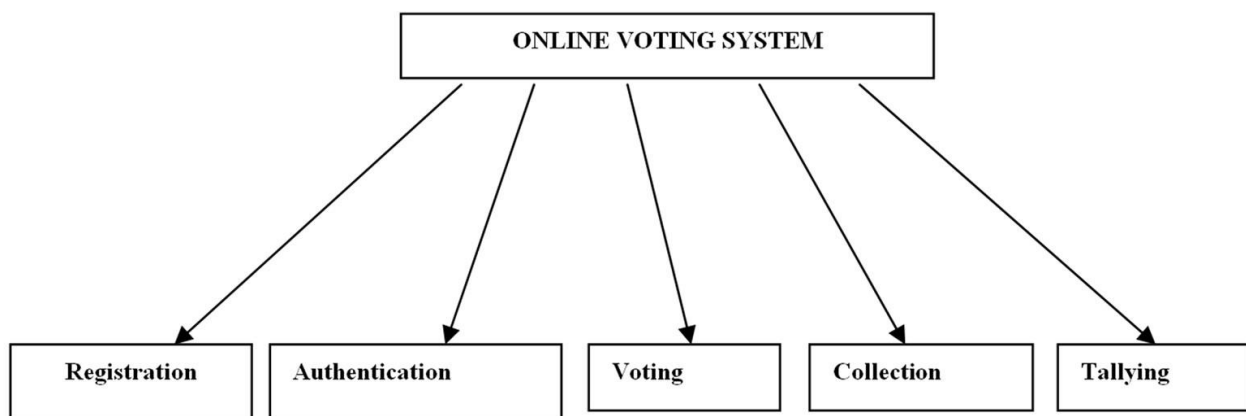 ONLINE VOTING SYSTEM
Registration
Authentication
Voting
Collection
Tallying